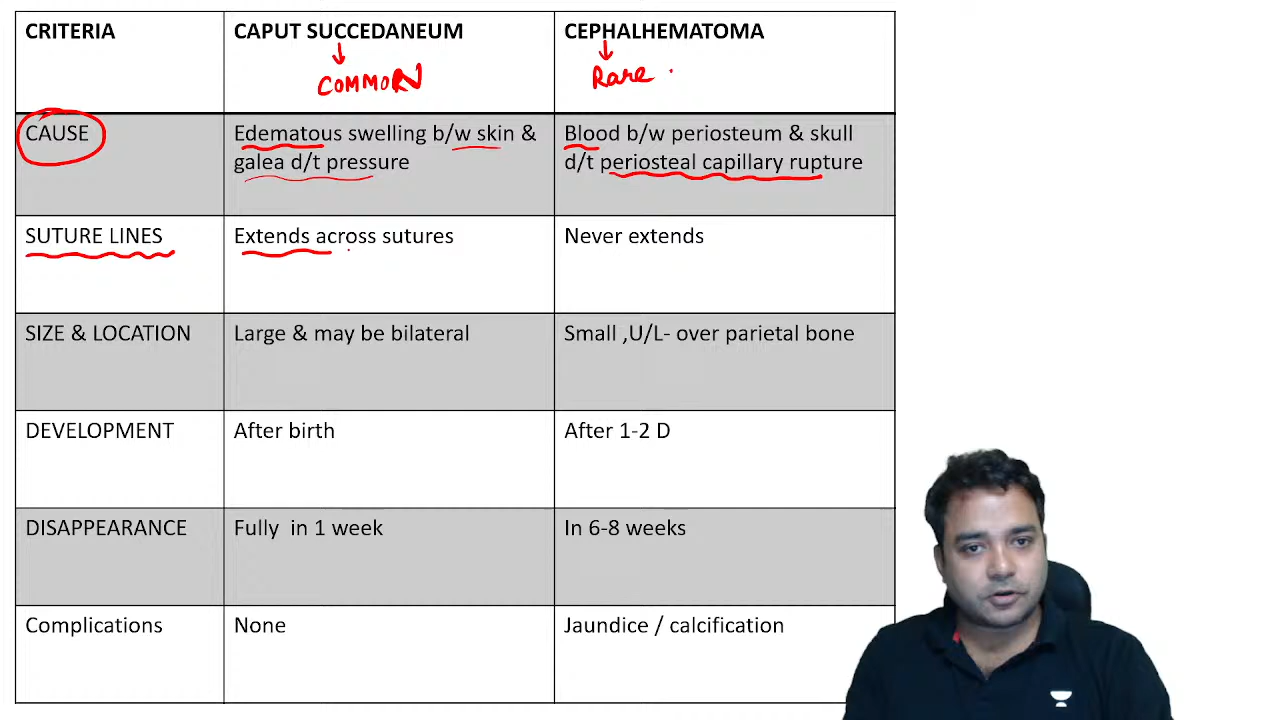 CRITERIA
CAPUT SUCCEDANEUM
CEPHALHEMATOMA
COMMON
Rare
CAUSE
Edematous swelling b/w skin &
galea d/t pressure
Blood b/w periosteum & skull
d/t periosteal capillary rupture
SUTURE LINES
Extends across sutures
Never extends
SIZE & LOCATION
Large & may be bilateral
Small ,U/L- over parietal bone
DEVELOPMENT
After birth
After 1-2 D
DISAPPEARANCE
Fully in 1 week
In 6-8 weeks
Complications
None
Jaundice / calcification